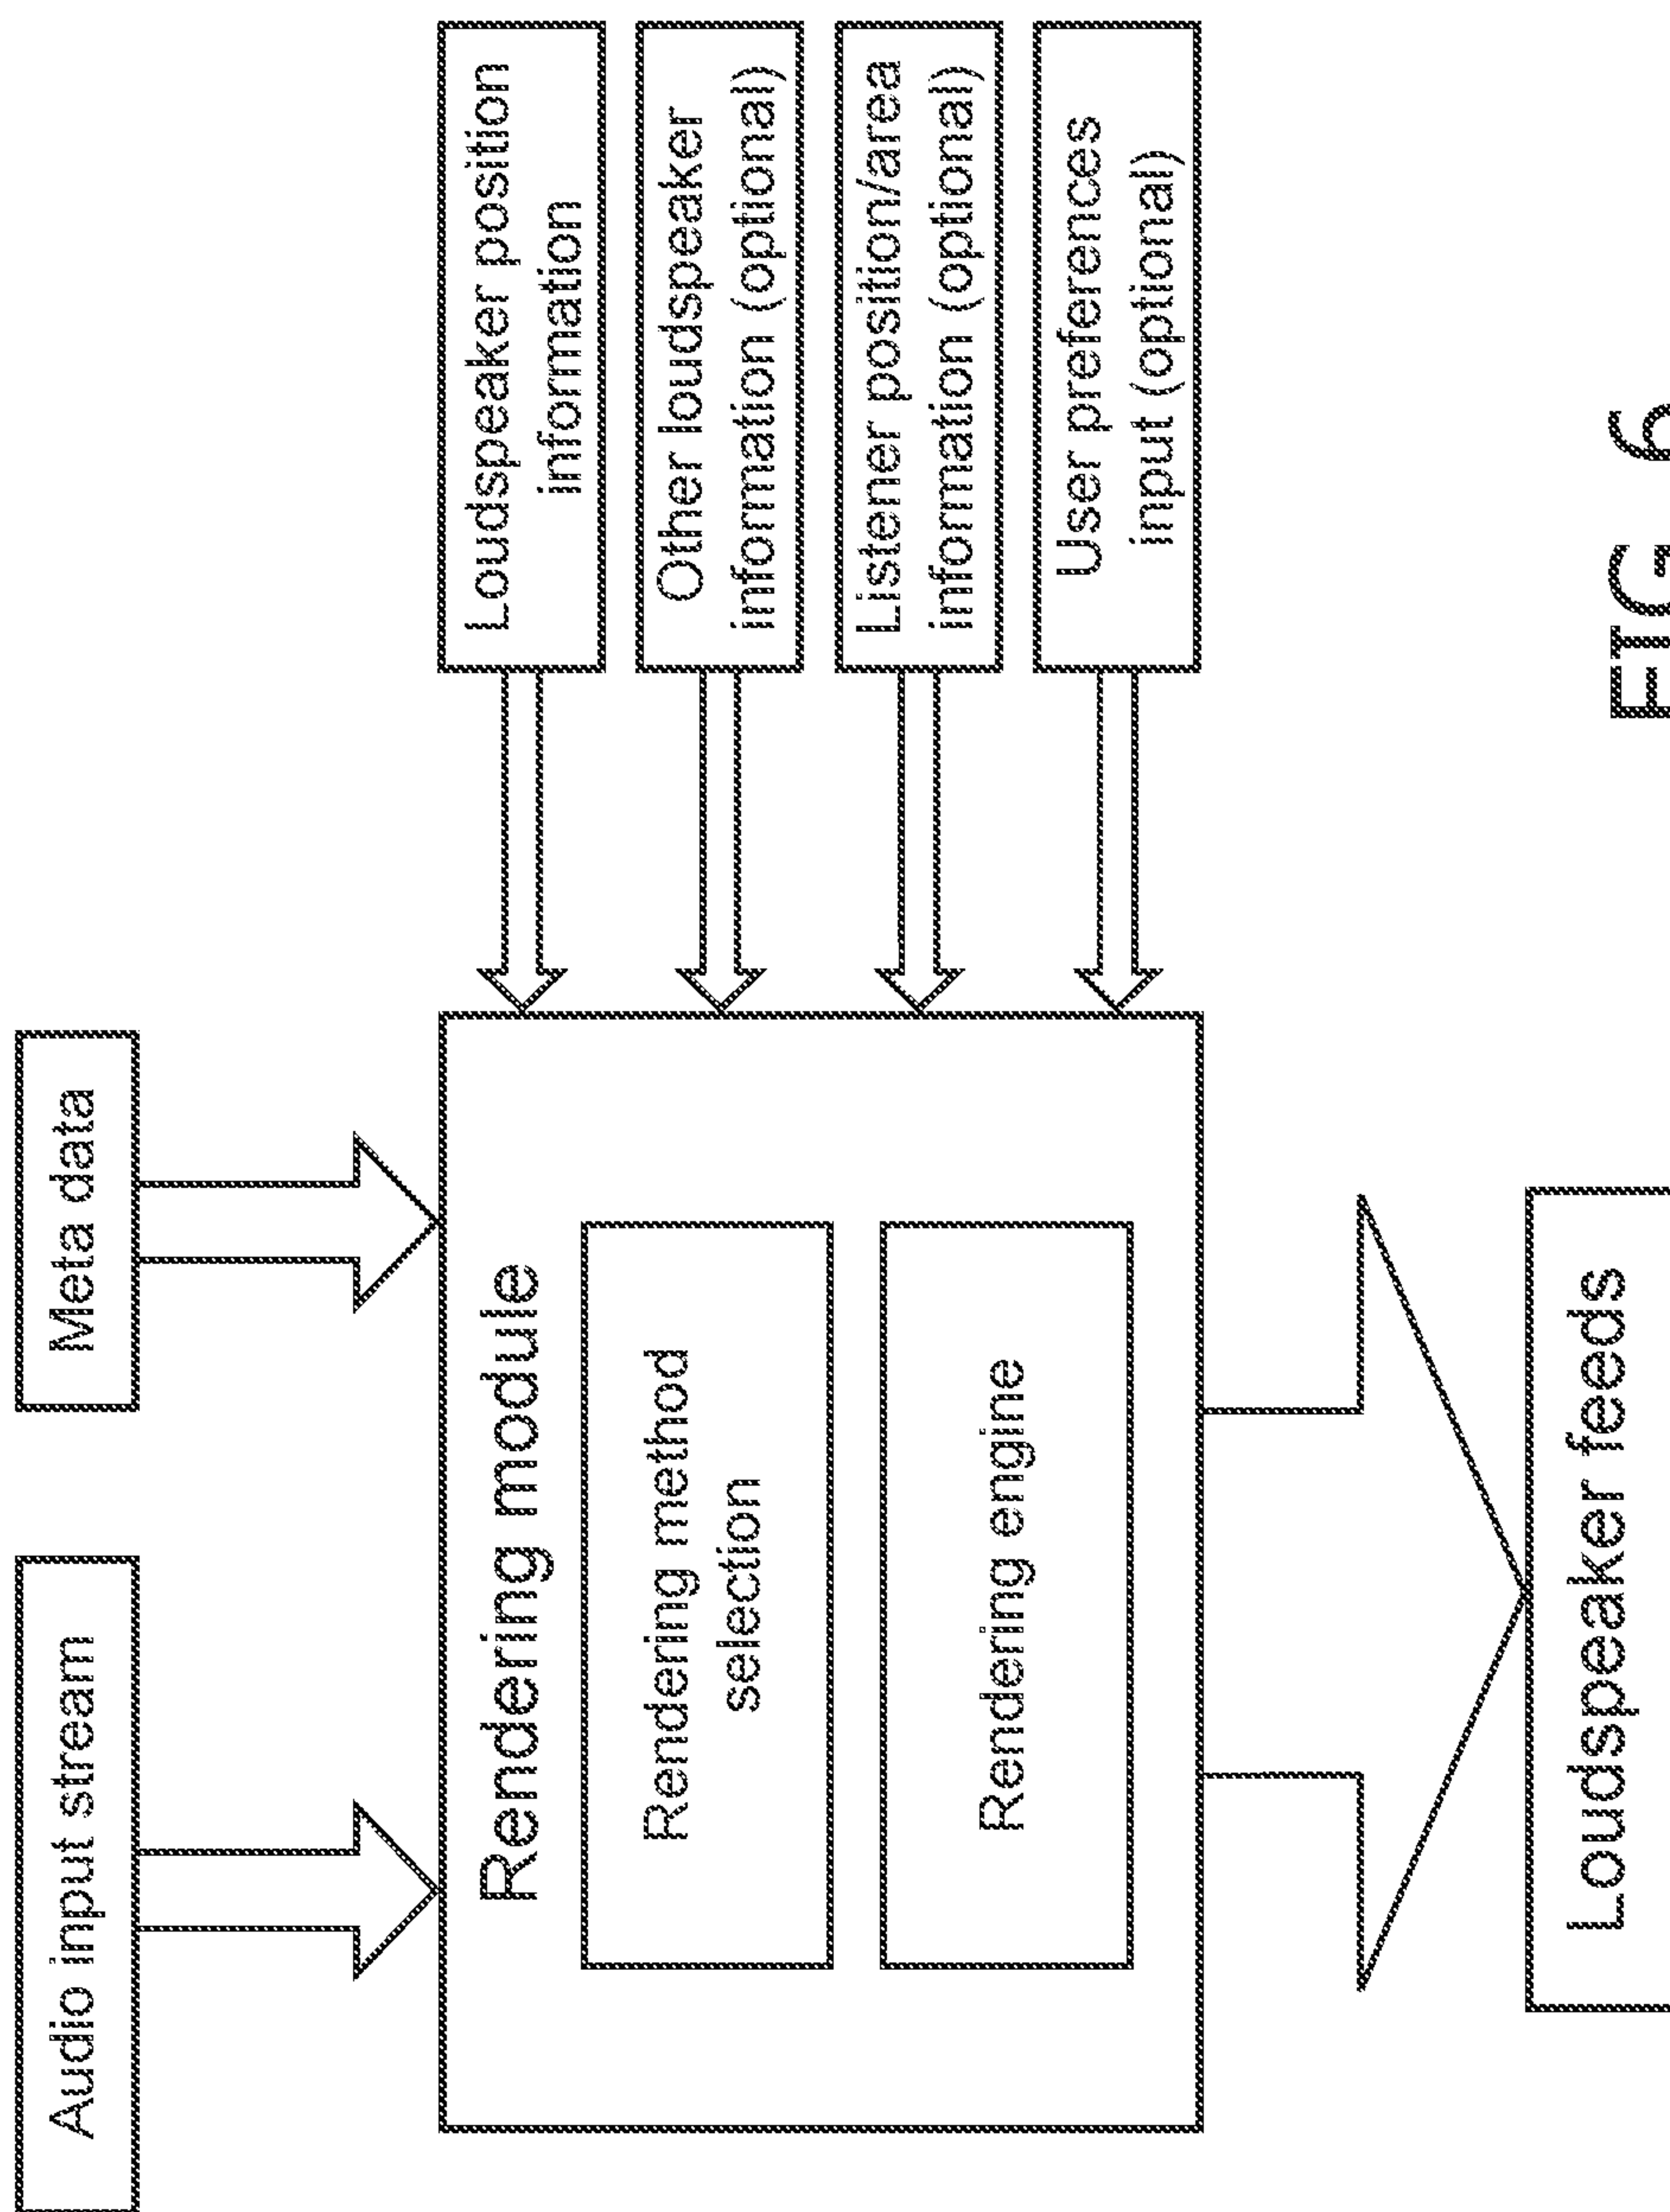 Audio input stream
Meta data
Rendering module
Rendering method
selection
Rendering engine
Loudspeaker position
information
Other loudspeaker
information (optional)
Listener position/area
information (optional)
User preferences
input (optional)
Loudspeaker feeds
FIG. 6